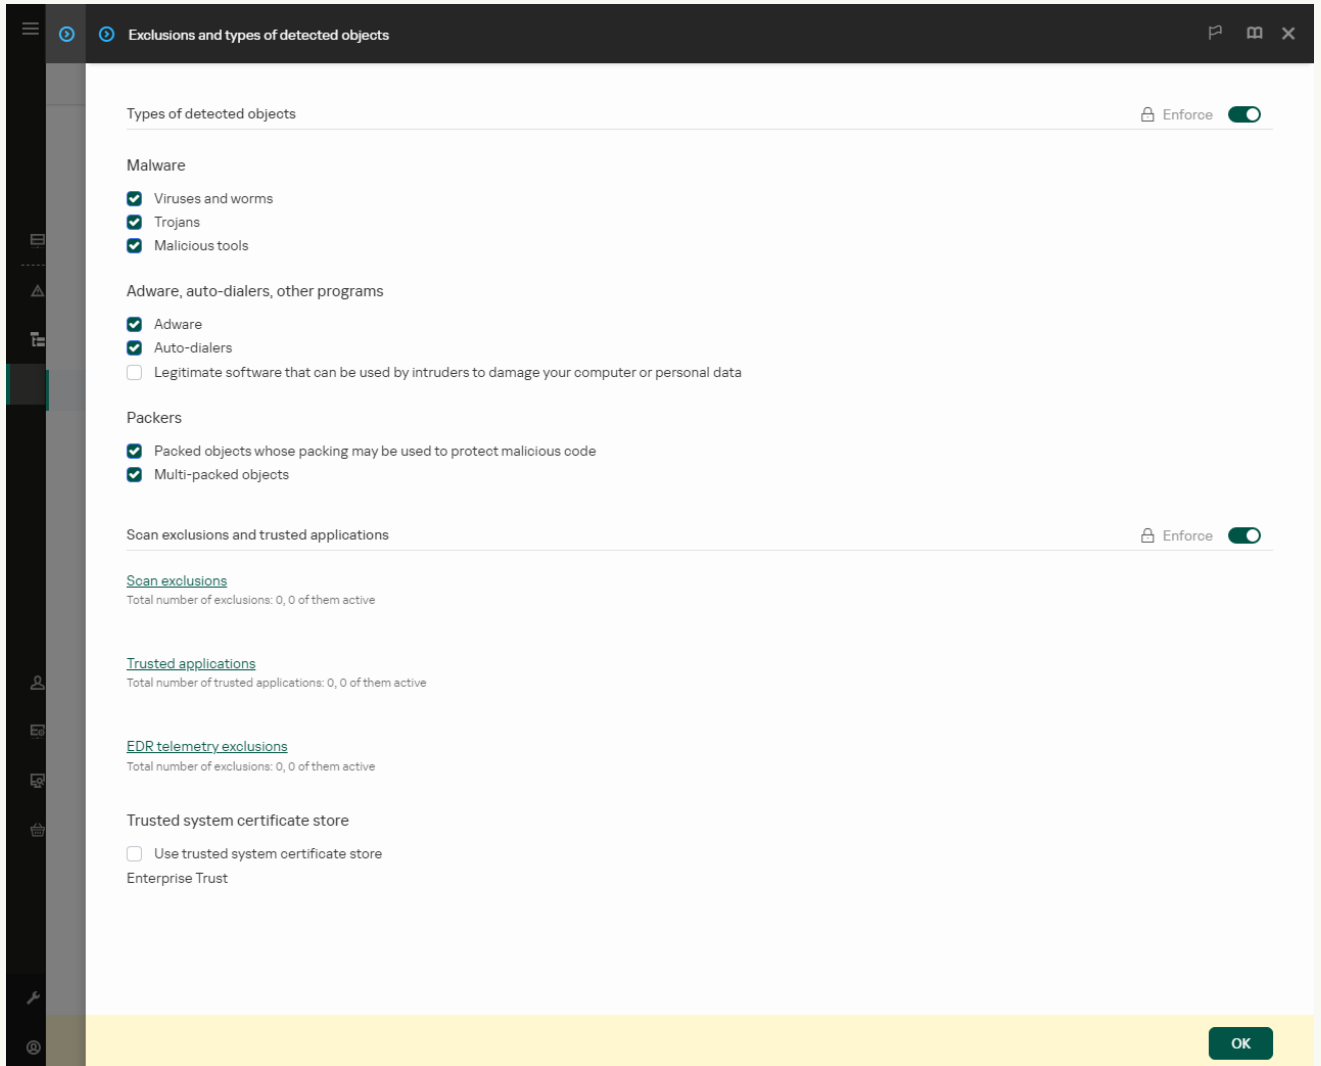 Exclusions and types of detected objects
Types of detected objects
Enforce
Malware
Viruses and worms
Trojans
Malicious tools
Adware, auto-dialers, other programs
Adware
Auto-dialers
Legitimate software that can be used by intruders to damage your computer or personal data
Packers
Packed objects whose packing may be used to protect malicious code
Multi-packed objects
Scan exclusions and trusted applications
Enforce
Scan exclusions
Total number of exclusions: 0, 0 of them active
Trusted applications
Total number of trusted applications: 0, 0 of them active
EDR telemetry exclusions
Total number of exclusions: 0, 0 of them active
Trusted system certificate store
Use trusted system certificate store
Enterprise Trust
OK